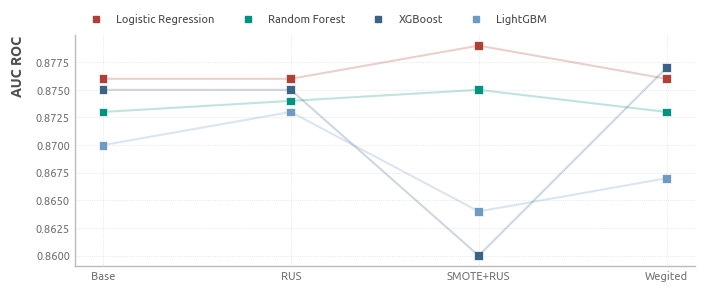 Logistic Regression
Random Forest
XGBoost
LightGBM
AUC ROC
0.8775
0.8750
0.8725
0.8700
0.8675
0.8650
0.8625
0.8600
Base
RUS
SMOTE+RUS
Wegited